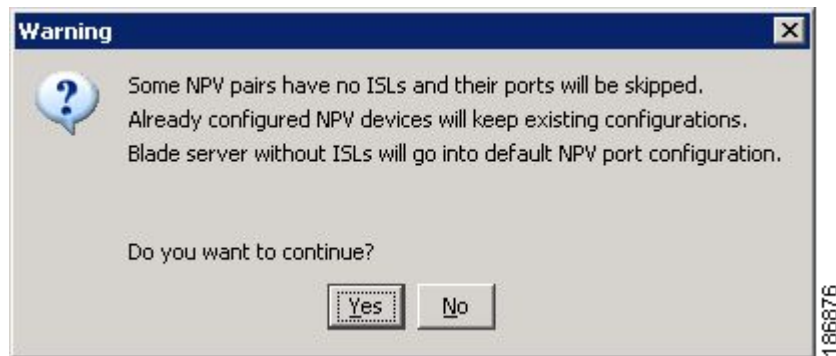 Warning
Some NPV pairs have no ISLs and their ports will be skipped.
Already configured NPV devices will keep existing configurations.
Blade server without ISLs will go into default NPV port configuration.
Do you want to continue?
Yes
No
186876